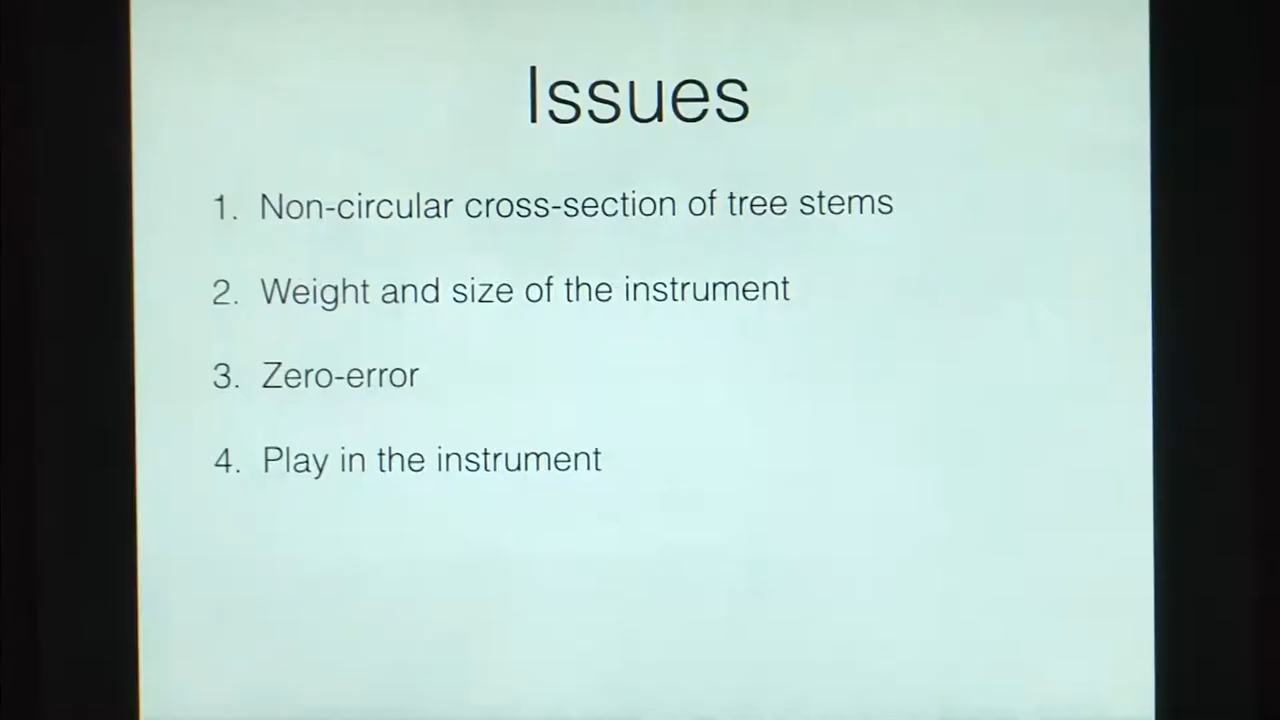 Issues
1. Non-circular cross-section of tree stems
2. Weight and size of the instrument
3. Zero-error
4. Play in the instrument